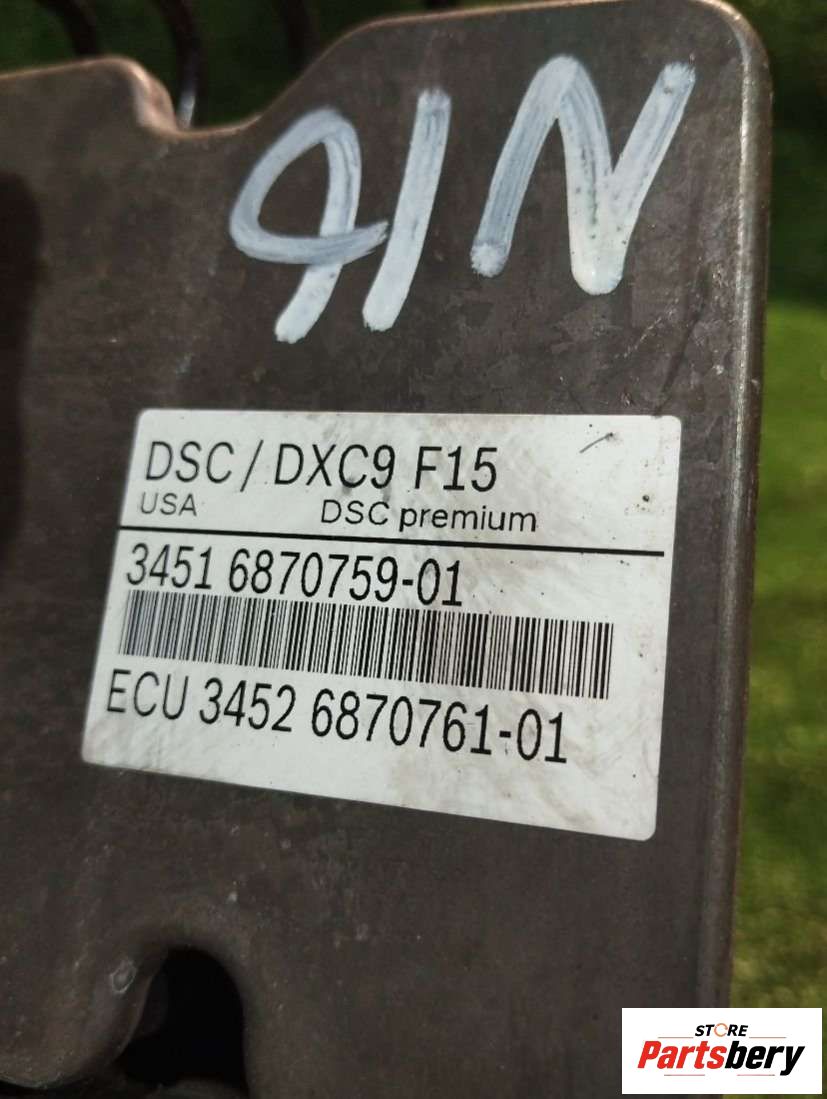 91N
DSC / DXC9 F15
USA DSC premium
3451 6870759-01
ECU 3452 6870761-01
STORE
Partsbery